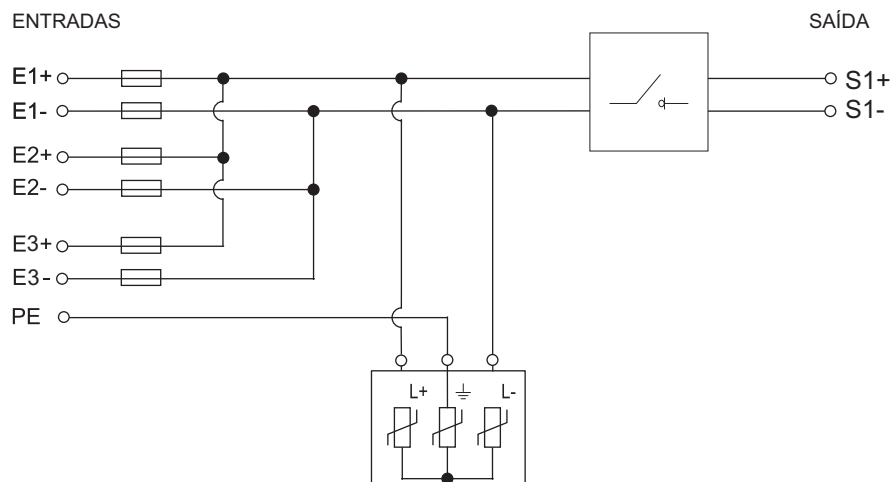 ENTRADAS
SAÍDA
E1+
S1+
E1-
S1-
E2+
E2-
E3+
E3-
PE
L+
L-